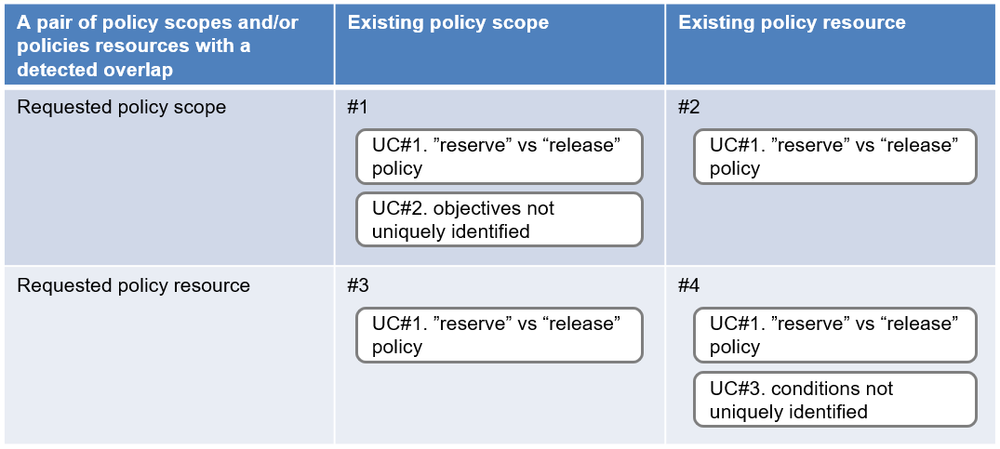 A pair of policy scopes and/or
policies resources with a
detected overlap
Existing policy scope
Existing policy resource
Requested policy scope
#1
UC#1. ”reserve” vs “release”
policy
UC#2. objectives not
uniquely identified
#2
UC#1. ”reserve” vs “release”
policy
Requested policy resource
#3
UC#1. ”reserve” vs “release”
policy
#4
UC#1. ”reserve” vs “release”
policy
UC#3. conditions not
uniquely identified